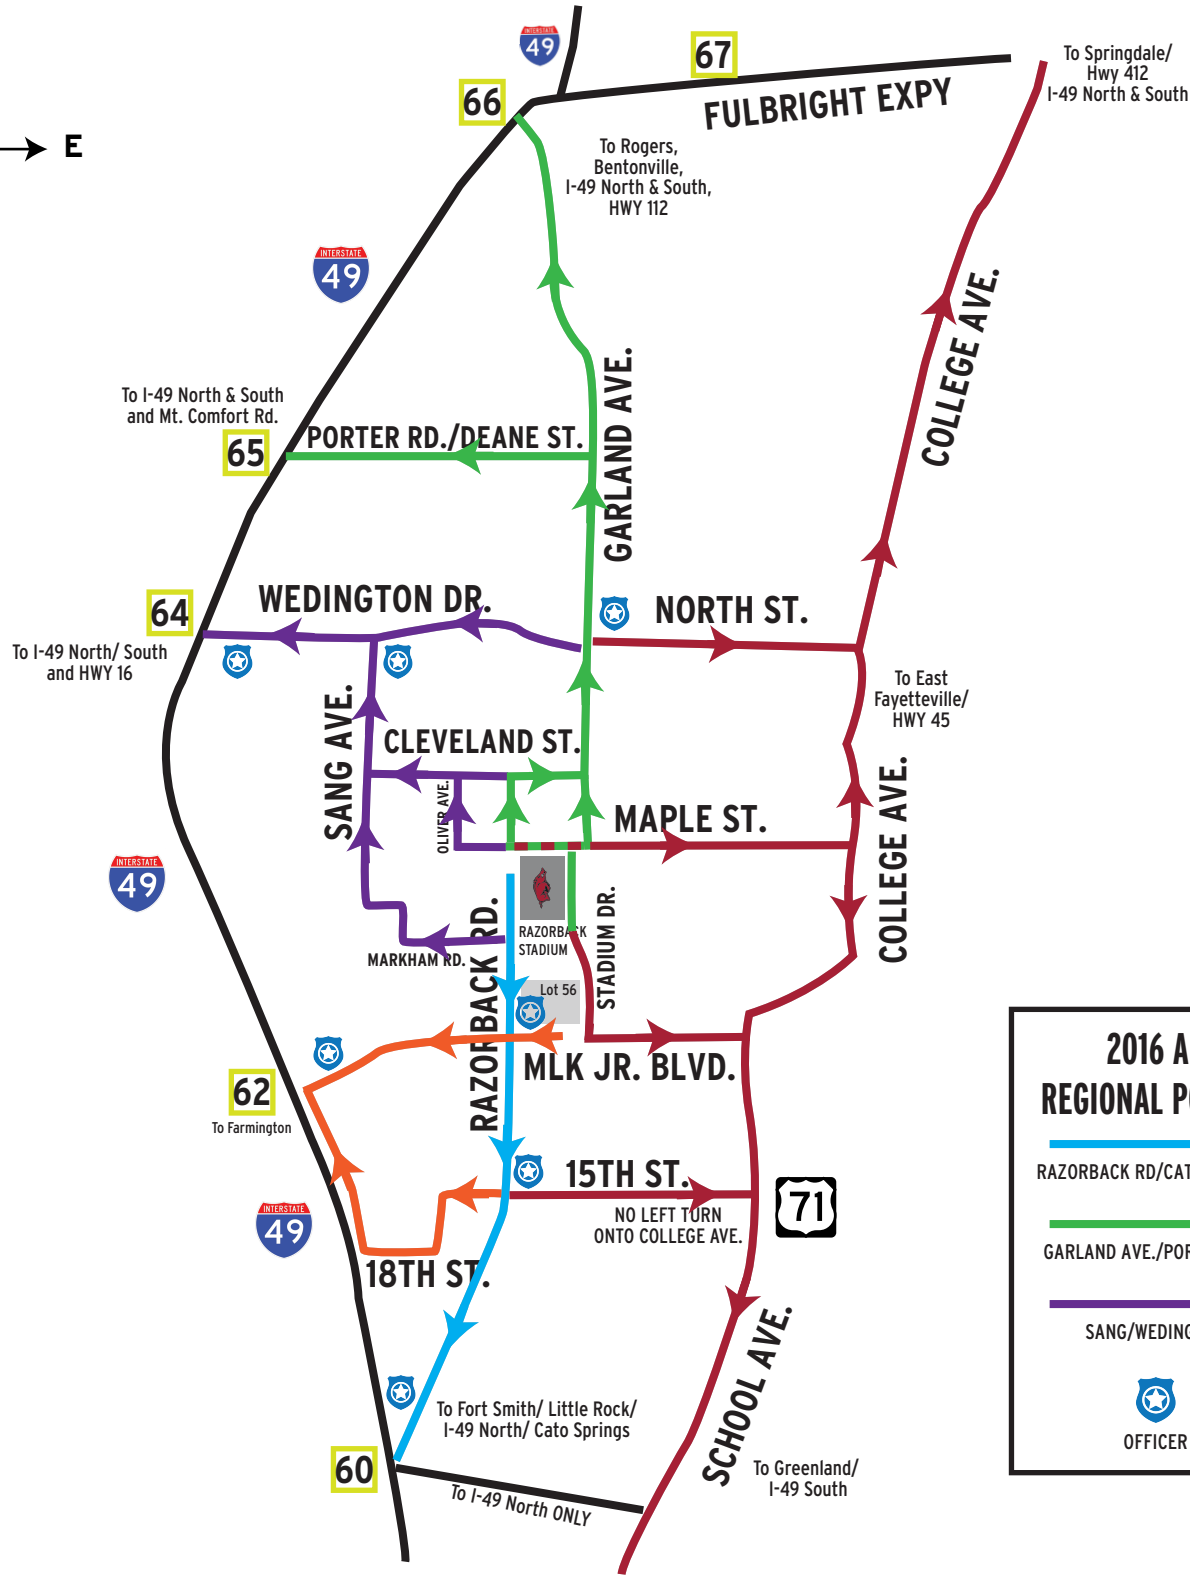 INTERSTATE
49
67
66
FULBRIGHT EXPY
To Springdale/
Hwy 412
I-49 North & South
E
To Rogers,
Bentonville,
I-49 North & South,
HWY 112
INTERSTATE
49
COLLEGE AVE.
GARLAND AVE.
To I-49 North & South
and Mt. Comfort Rd.
65
PORTER RD./DEANE ST.
64
WEDINGTON DR.
NORTH ST.
To I-49 North/ South
and HWY 16
To East
Fayetteville/
HWY 45
SANG AVE.
CLEVELAND ST.
OLIVER AVE.
MAPLE ST.
COLLEGE AVE.
INTERSTATE
49
RAZORBACK
STADIUM
STADIUM DR.
MARKHAM RD.
RAZORBACK RD.
Lot 56
MLK JR. BLVD.
62
To Farmington
15TH ST.
NO LEFT TURN
ONTO COLLEGE AVE.
71
INTERSTATE
49
18TH ST.
SCHOOL AVE.
To Fort Smith/ Little Rock/
I-49 North/ Cato Springs
60
To I-49 North ONLY
To Greenland/
I-49 South
2016 A
REGIONAL P
RAZORBACK RD/CAT
GARLAND AVE./POR
SANG/WEDING
OFFICER